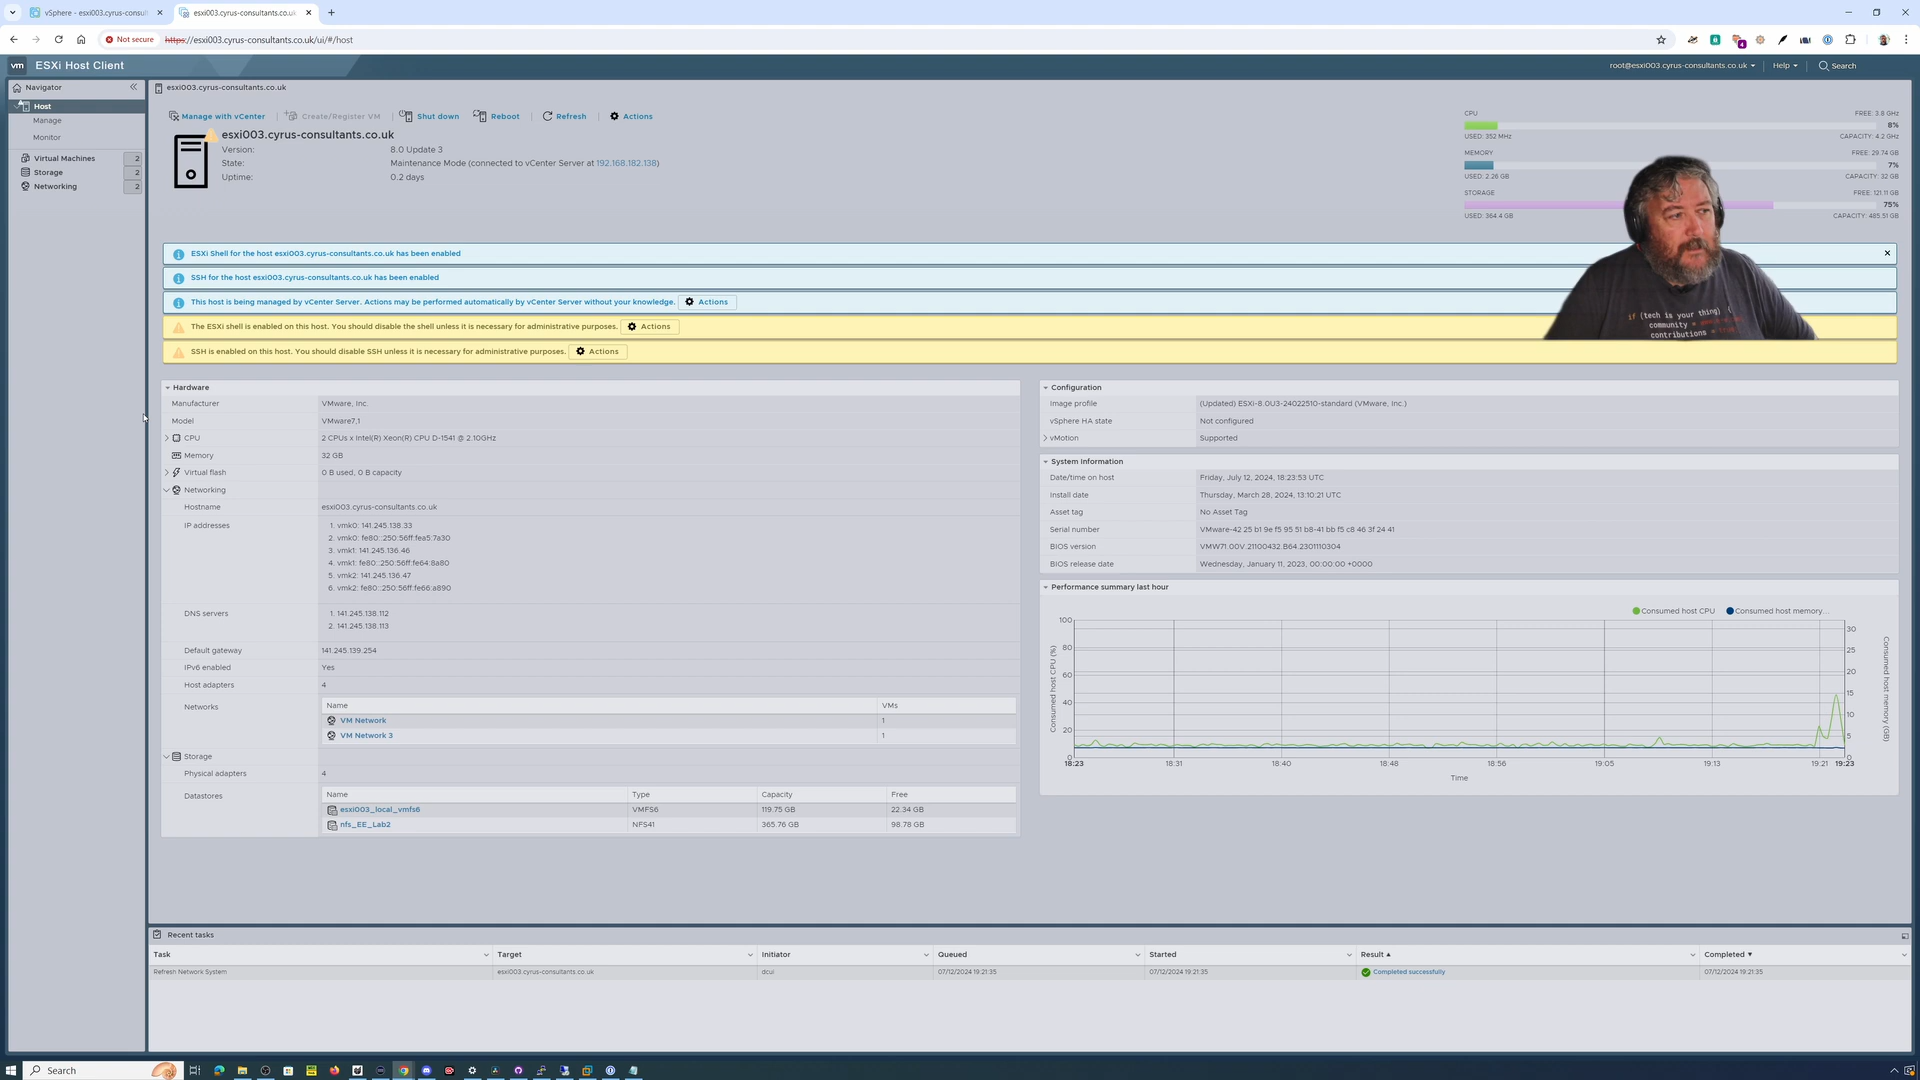 vSphere - esxi003.cyrus-consult
esxi003.cyrus-consultants.co.uk
Not secure
https://esxi003.cyrus-consultants.co.uk/ui/#/host
4
vm
ESXi Host Client
root@esxi003.cyrus-consultants.co.uk
Help
Search
Navigator
esxi003.cyrus-consultants.co.uk
Host
Manage
Monitor
Virtual Machines 2
Storage 2
Networking 2
Manage with vCenter
Create/Register VM
Shut down
Reboot
Refresh
Actions
esxi003.cyrus-consultants.co.uk
Version: 8.0 Update 3
State: Maintenance Mode (connected to vCenter Server at 192.168.182.138)
Uptime: 0.2 days
CPU FREE: 3.8 GHz
8%
USED: 352 MHz CAPACITY: 4.2 GHz
MEMORY FREE: 29.74 GB
7%
USED: 2.26 GB CAPACITY: 32 GB
STORAGE FREE: 121.11 GB
75%
USED: 364.4 GB CAPACITY: 485.51 GB
if (tech is your thing) {
community =
contributions =
ESXi Shell for the host esxi003.cyrus-consultants.co.uk has been enabled
SSH for the host esxi003.cyrus-consultants.co.uk has been enabled
This host is being managed by vCenter Server. Actions may be performed automatically by vCenter Server without your knowledge. Actions
The ESXi shell is enabled on this host. You should disable the shell unless it is necessary for administrative purposes. Actions
SSH is enabled on this host. You should disable SSH unless it is necessary for administrative purposes. Actions
Hardware
Manufacturer VMware, Inc.
Model VMware7,1
CPU 2 CPUs x Intel(R) Xeon(R) CPU D-1541 @ 2.10GHz
Memory 32 GB
Virtual flash 0 B used, 0 B capacity
Networking
Hostname esxi003.cyrus-consultants.co.uk
IP addresses
1. vmk0: 141.245.138.33
2. vmk0: fe80::250:56ff:fea5:7a30
3. vmk1: 141.245.136.46
4. vmk1: fe80::250:56ff:fe64:8a80
5. vmk2: 141.245.136.47
6. vmk2: fe80::250:56ff:fe66:a890
DNS servers
1. 141.245.138.112
2. 141.245.138.113
Default gateway 141.245.139.254
IPv6 enabled Yes
Host adapters 4
Networks
Name VMs
VM Network 1
VM Network 3 1
Storage
Physical adapters 4
Datastores
Name Type Capacity Free
esxi003_local_vmfs6 VMFS6 119.75 GB 22.34 GB
nfs_EE_Lab2 NFS41 365.76 GB 98.78 GB
Configuration
Image profile (Updated) ESXi-8.0U3-24022510-standard (VMware, Inc.)
vSphere HA state Not configured
vMotion Supported
System Information
Date/time on host Friday, July 12, 2024, 18:23:53 UTC
Install date Thursday, March 28, 2024, 13:10:21 UTC
Asset tag No Asset Tag
Serial number VMware-42 25 b1 9e f5 95 51 b8-41 bb f5 c8 46 3f 24 41
BIOS version VMW71.00V.21100432.B64.2301110304
BIOS release date Wednesday, January 11, 2023, 00:00:00 +0000
Performance summary last hour
Consumed host CPU
Consumed host memory...
Consumed host CPU (%)
100
80
60
40
20
0
30
25
20
15
10
5
0
Consumed host memory (GB)
18:23 18:31 18:40 18:48 18:56 19:05 19:13 19:21 19:23
Time
Recent tasks
Task Target Initiator Queued Started Result Completed
Refresh Network System esxi003.cyrus-consultants.co.uk dcui 07/12/2024 19:21:35 07/12/2024 19:21:35 Completed successfully 07/12/2024 19:21:35
Search